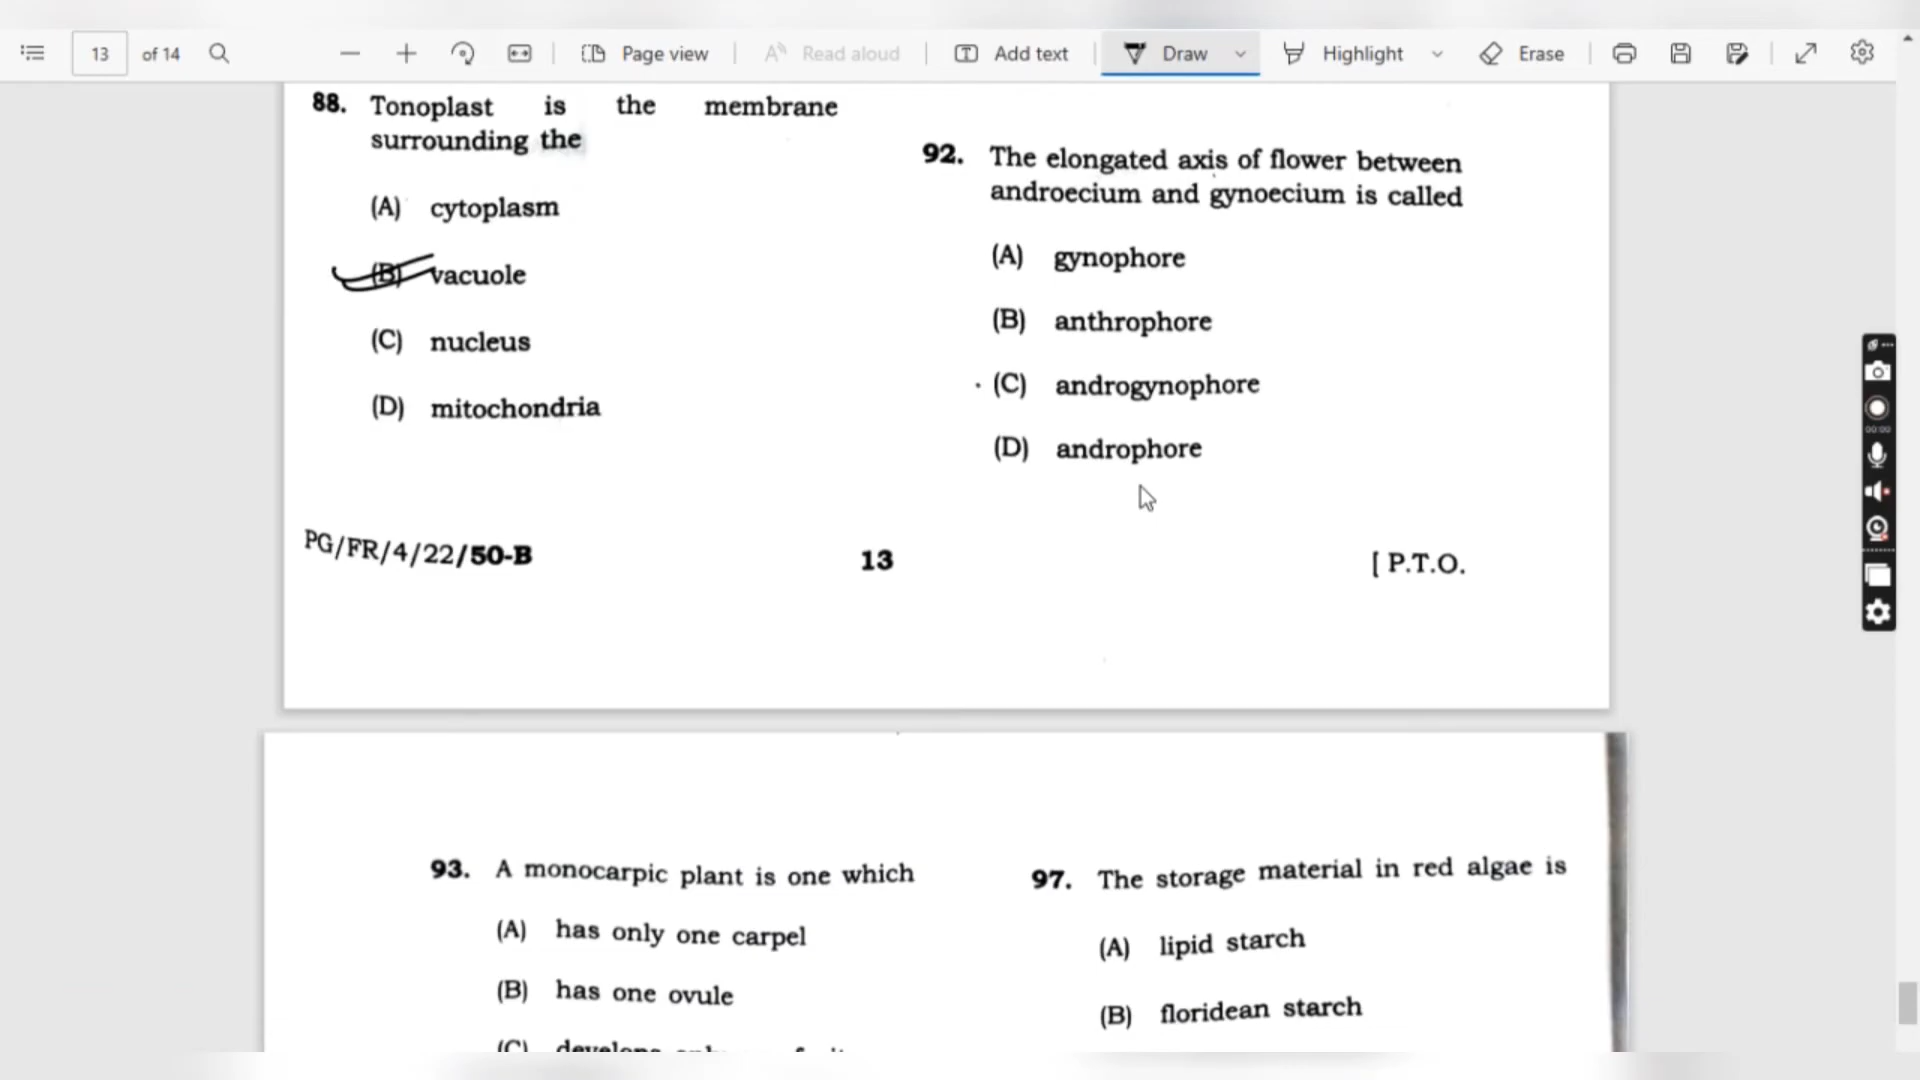 13 of 14 Page view Read aloud Add text Draw Highlight Erase
88. Tonoplast is the membrane
surrounding the
(A) cytoplasm
(B) vacuole
(C) nucleus
(D) mitochondria
92. The elongated axis of flower between
androecium and gynoecium is called
(A) gynophore
(B) anthrophore
(C) androgynophore
(D) androphore
PG/FR/4/22/50-B 13 [ P.T.O.
93. A monocarpic plant is one which
(A) has only one carpel
(B) has one ovule
(C)
97. The storage material in red algae is
(A) lipid starch
(B) floridean starch
00:00